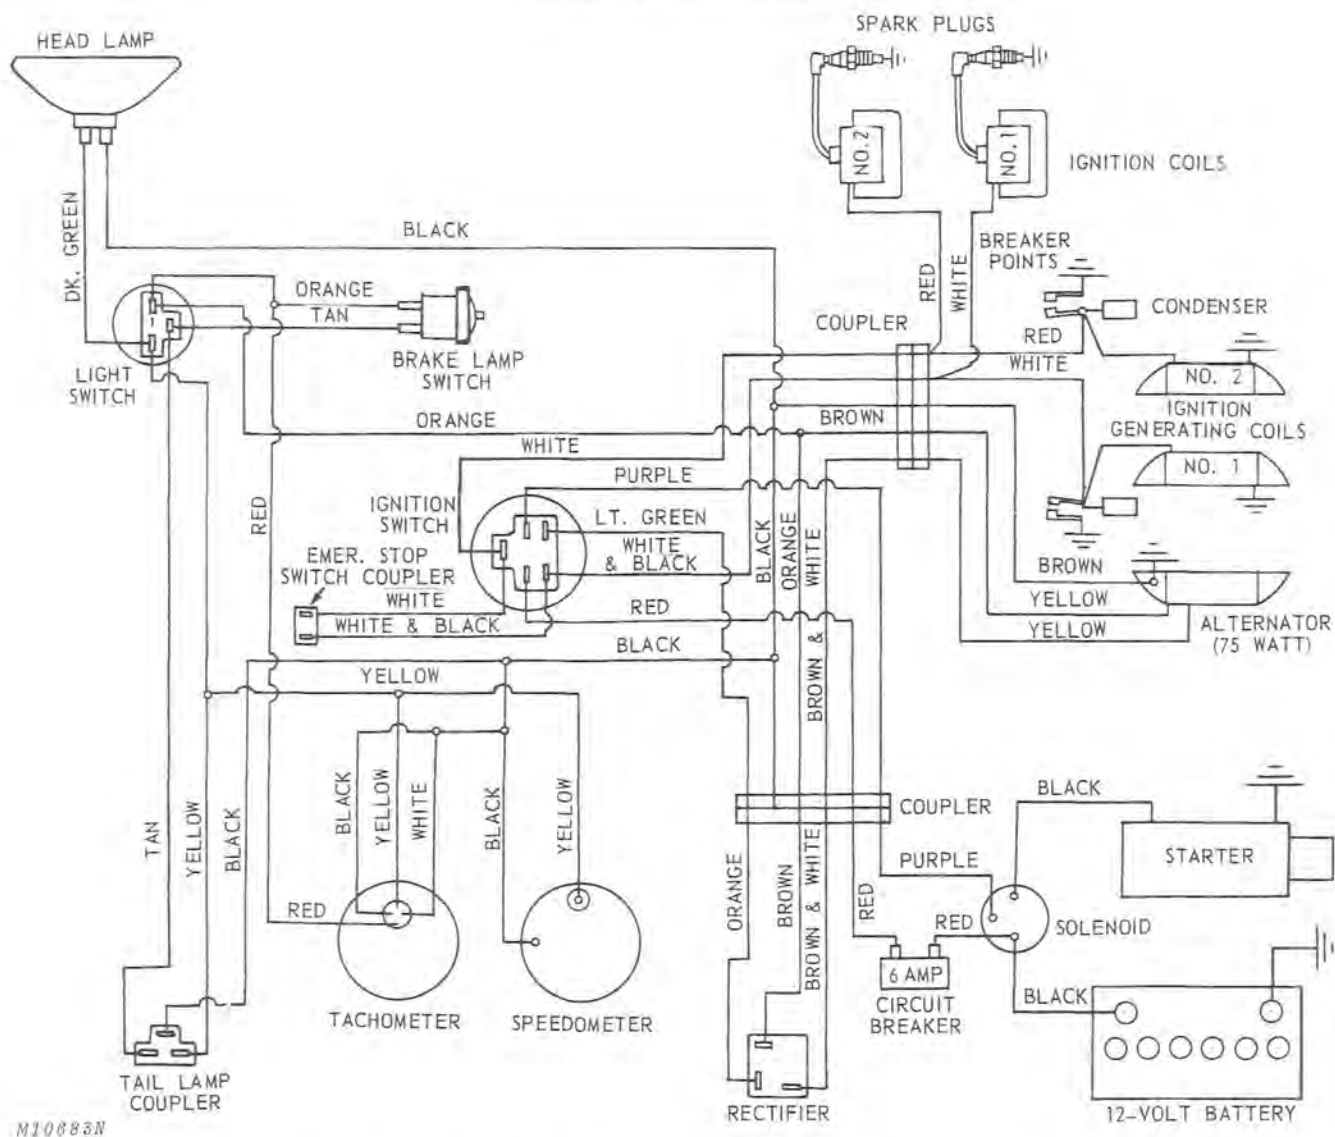 SPARK PLUGS
HEAD LAMP
NO. 2
NO. 1
IGNITION COILS
DK. GREEN
BLACK
RED
WHITE
BREAKER
POINTS
ORANGE
TAN
CONDENSER
COUPLER
RED
WHITE
BRAKE LAMP
SWITCH
LIGHT
SWITCH
NO. 2
IGNITION
GENERATING COILS
ORANGE
BROWN
WHITE
PURPLE
NO. 1
IGNITION
SWITCH
LT. GREEN
RED
WHITE
& BLACK
BLACK
ORANGE
WHITE
BROWN &
EMER. STOP
SWITCH COUPLER
WHITE
WHITE & BLACK
RED
BROWN
YELLOW
YELLOW
ALTERNATOR
(75 WATT)
BLACK
YELLOW
BLACK
YELLOW
WHITE
BLACK
YELLOW
TAN
YELLOW
BLACK
COUPLER
BLACK
STARTER
PURPLE
ORANGE
BROWN
BROWN & WHITE
RED
RED
RED
SOLENOID
6 AMP
CIRCUIT
BREAKER
BLACK
TACHOMETER
SPEEDOMETER
TAIL LAMP
COUPLER
RECTIFIER
12-VOLT BATTERY
M10683N